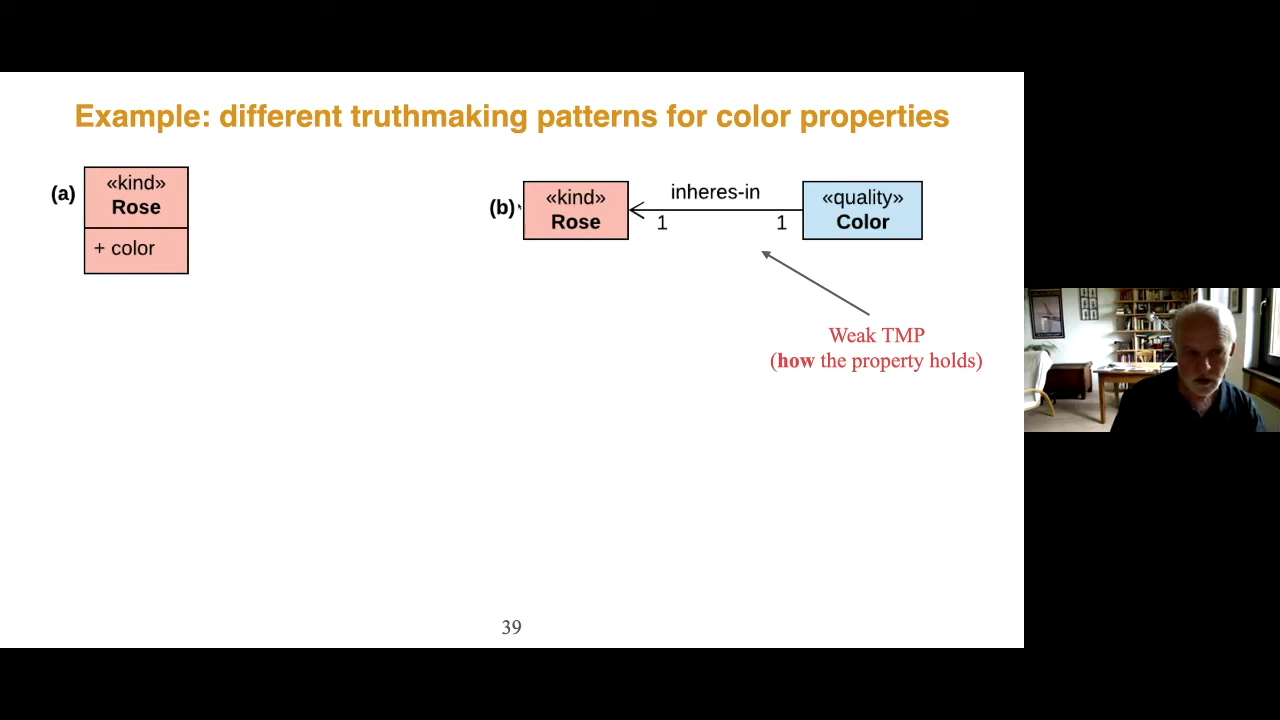 Example: different truthmaking patterns for color properties
(a)
«kind»
Rose
+ color
(b)
«kind»
Rose
inheres-in
1
1
«quality»
Color
Weak TMP
(how the property holds)
39